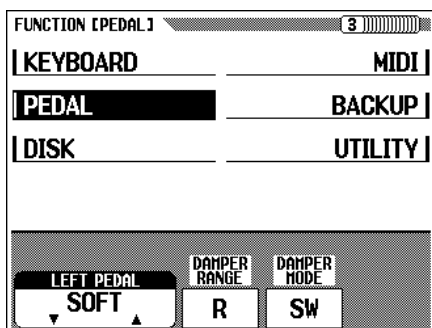 FUNCTION [PEDAL] 3
KEYBOARD MIDI
PEDAL BACKUP
DISK UTILITY
LEFT PEDAL
SOFT
DAMPER
RANGE
R
DAMPER
MODE
SW